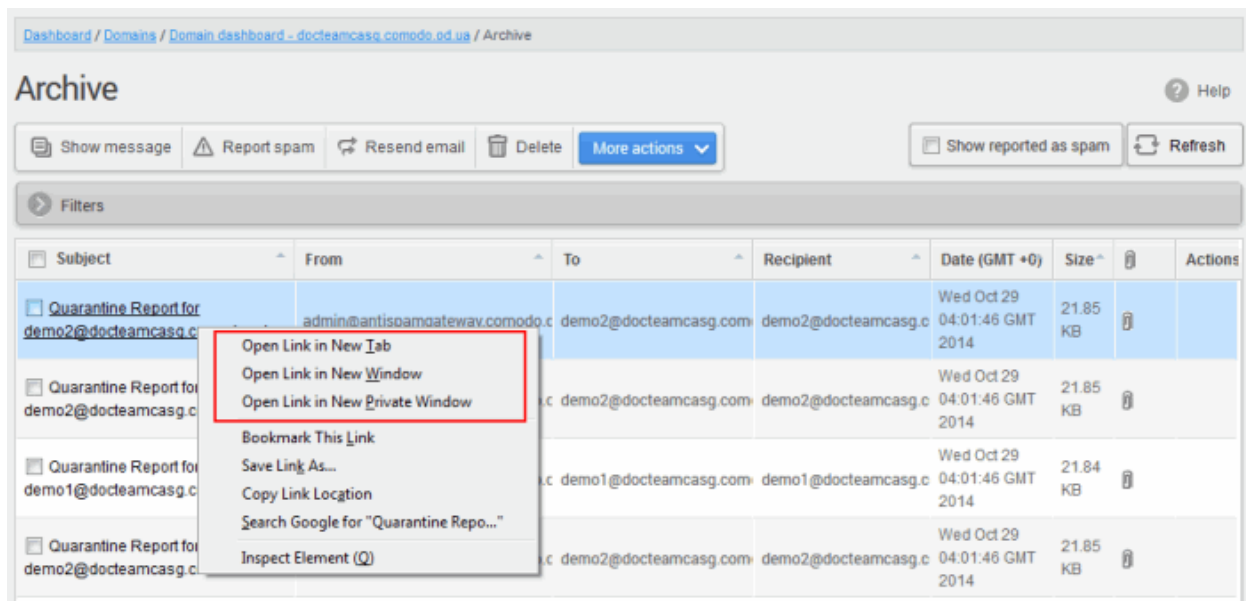 Dashboard / Domains / Domain dashboard - docteamcasg.comodo.od.ua / Archive
Archive
Help
Show message Report spam Resend email Delete More actions Show reported as spam Refresh
Filters
Subject From To Recipient Date (GMT +0) Size Actions
Quarantine Report for
demo2@docteamcasg.c admin@antispamgateway.comodo.c demo2@docteamcasg.com demo2@docteamcasg.c
Wed Oct 29
04:01:46 GMT
2014
21.85
KB
Open Link in New Tab
Open Link in New Window
Open Link in New Private Window
Bookmark This Link
Save Link As...
Copy Link Location
Search Google for "Quarantine Repo..."
Inspect Element (Q)
Quarantine Report for
demo2@docteamcasg.c .c demo2@docteamcasg.com demo2@docteamcasg.c
Wed Oct 29
04:01:46 GMT
2014
21.85
KB
Quarantine Report for
demo1@docteamcasg.c .c demo1@docteamcasg.com demo1@docteamcasg.c
Wed Oct 29
04:01:46 GMT
2014
21.84
KB
Quarantine Report for
demo2@docteamcasg.c .c demo2@docteamcasg.com demo2@docteamcasg.c
Wed Oct 29
04:01:46 GMT
2014
21.85
KB